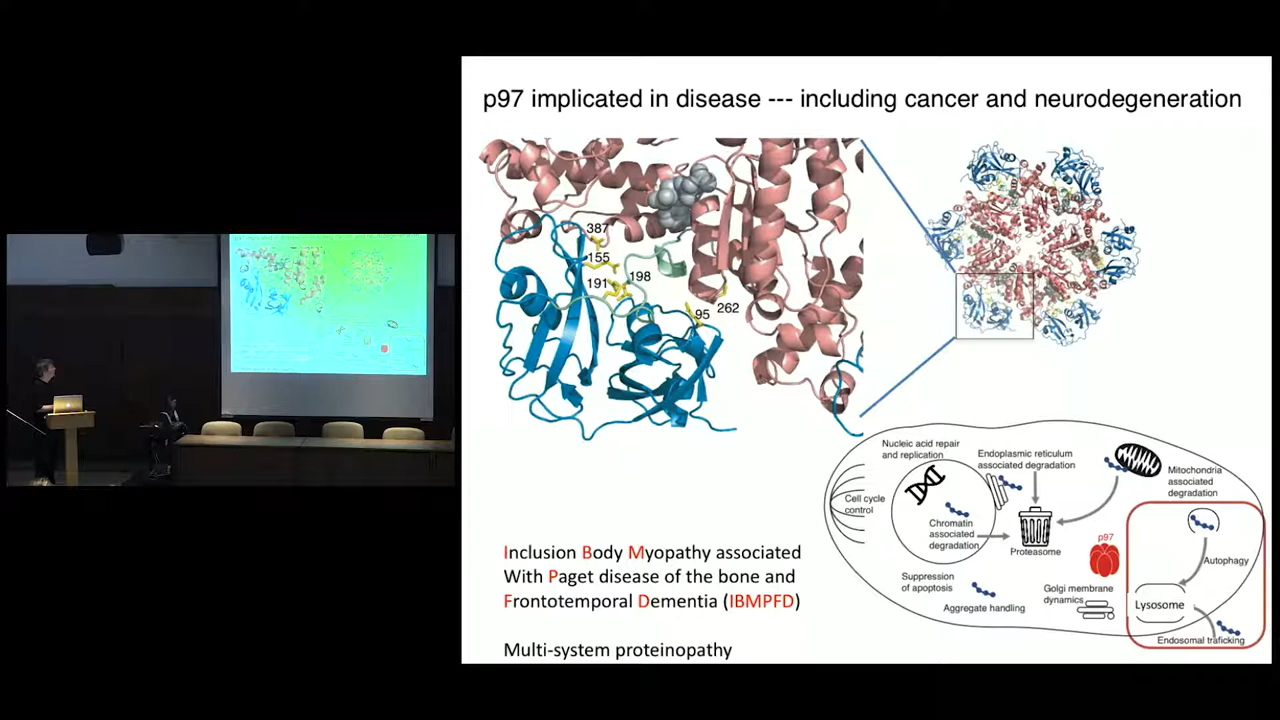 p97 implicated in disease --- including cancer and neurodegeneration
387
155
191
198
95
262
Nucleic acid repair
and replication
Endoplasmic reticulum
associated degradation
Mitochondria
associated
degradation
Cell cycle
control
Chromatin
associated
degradation
Proteasome
p97
Autophagy
Suppression
of apoptosis
Aggregate handling
Golgi membrane
dynamics
Lysosome
Endosomal traficking
Inclusion Body Myopathy associated
With Paget disease of the bone and
Frontotemporal Dementia (IBMPFD)
Multi-system proteinopathy